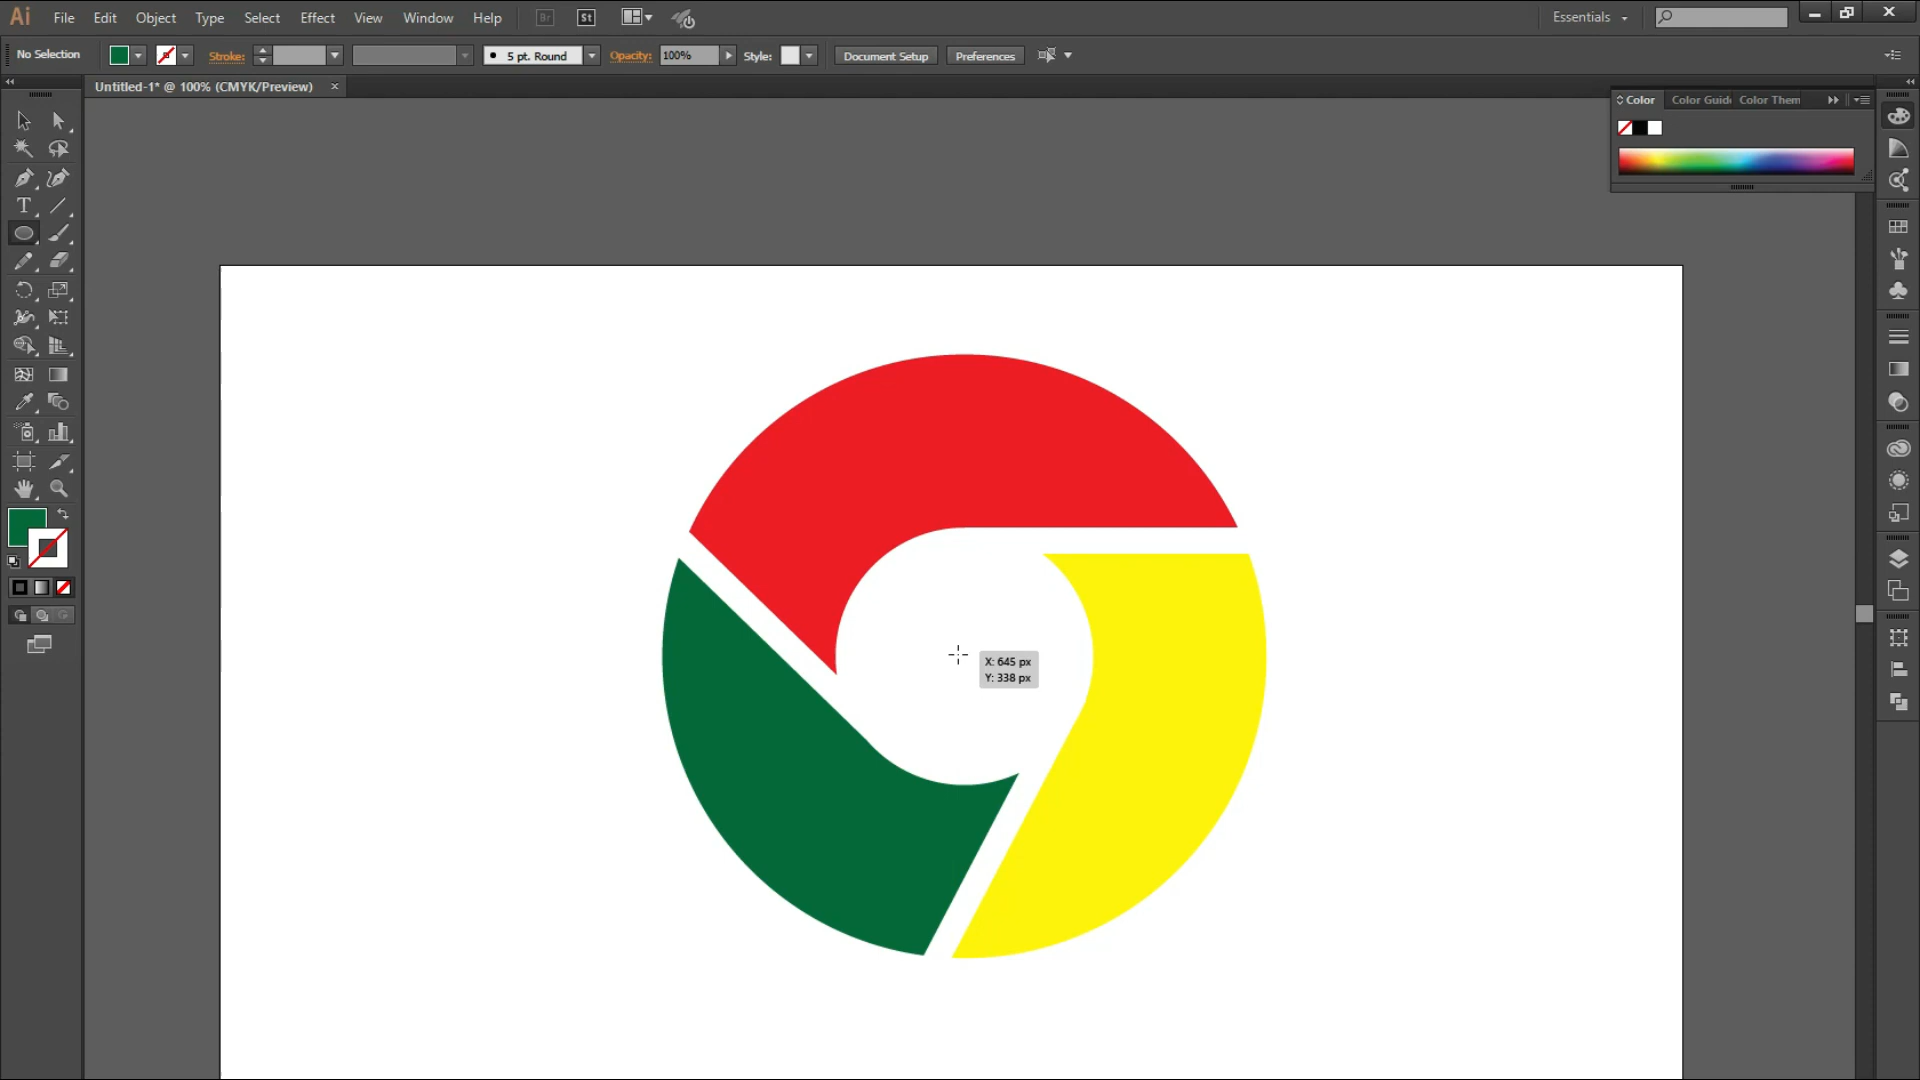 Ai File Edit Object Type Select Effect View Window Help Br St Essentials
No Selection Stroke: 5 pt. Round Opacity: 100% Style: Document Setup Preferences
Untitled-1* @ 100% (CMYK/Preview) ×
Color Color Guid Color Them
T
X: 645 px
Y: 338 px